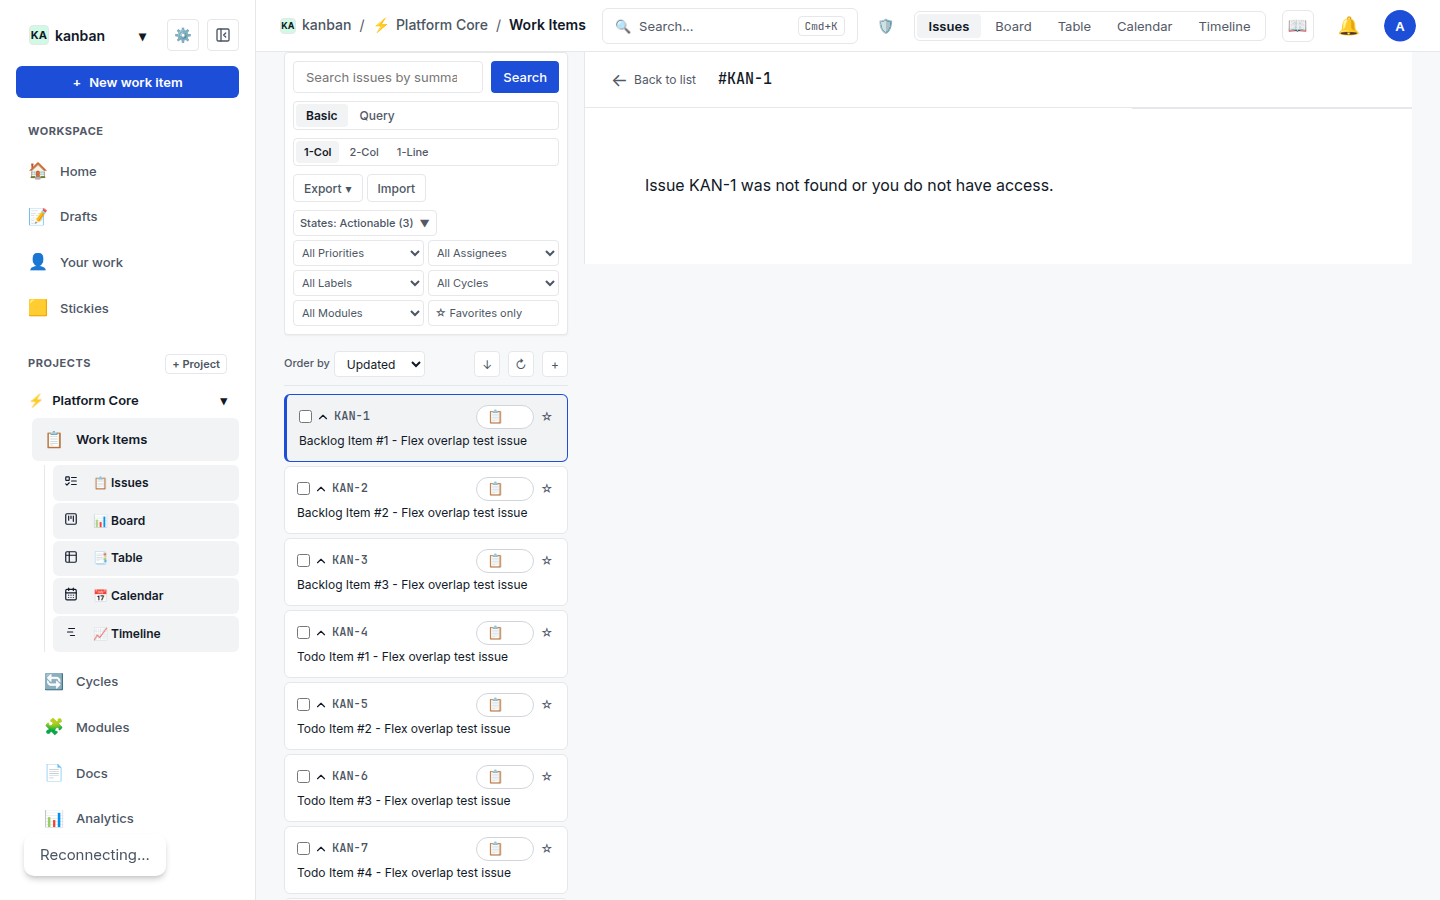 KA kanban ▼
+ New work item
WORKSPACE
Home
Drafts
Your work
Stickies
PROJECTS + Project
Platform Core ▼
Work Items
Issues
Board
Table
Calendar
Timeline
Cycles
Modules
Docs
Analytics
Reconnecting...
KA kanban / ⚡ Platform Core / Work Items
Search... Cmd+K
Issues Board Table Calendar Timeline
A
Search issues by summa Search
Basic Query
1-Col 2-Col 1-Line
Export ▾ Import
States: Actionable (3) ▼
All Priorities All Assignees
All Labels All Cycles
All Modules ☆ Favorites only
Order by Updated ↓ ↻ +
KAN-1
Backlog Item #1 - Flex overlap test issue
KAN-2
Backlog Item #2 - Flex overlap test issue
KAN-3
Backlog Item #3 - Flex overlap test issue
KAN-4
Todo Item #1 - Flex overlap test issue
KAN-5
Todo Item #2 - Flex overlap test issue
KAN-6
Todo Item #3 - Flex overlap test issue
KAN-7
Todo Item #4 - Flex overlap test issue
← Back to list #KAN-1
Issue KAN-1 was not found or you do not have access.